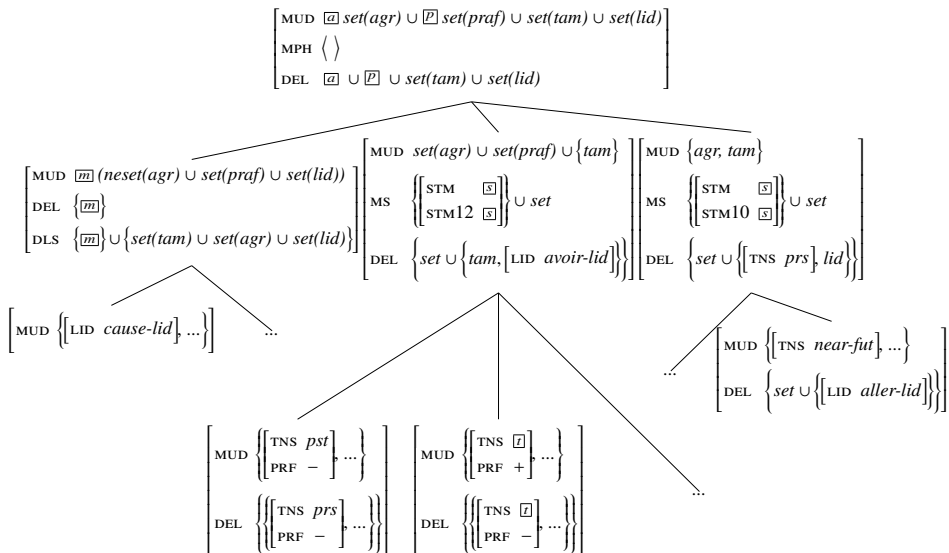 MUD a set(agr) ∪ p set(praf) ∪ set(tam) ∪ set(lid)
MPH ⟨ ⟩
DEL a ∪ p ∪ set(tam) ∪ set(lid)
MUD m (neset(agr) ∪ set(praf) ∪ set(lid))
DEL {m}
DLS {m} ∪ {set(tam) ∪ set(agr) ∪ set(lid)}
MUD set(agr) ∪ set(praf) ∪ {tam}
MS {[STM s
STM12 s]} ∪ set
DEL {set ∪ {tam, [LID avoir-lid]}}
MUD {agr, tam}
MS {[STM s
STM10 s]} ∪ set
DEL {set ∪ {[TNS prs], lid}}
[MUD {[LID cause-lid], ...}]
...
...
MUD {[TNS near-fut], ...}
DEL {set ∪ {[LID aller-lid]}}
MUD {[TNS pst
PRF −], ...}
DEL {{[TNS prs
PRF −], ...}}
MUD {[TNS t
PRF +], ...}
DEL {{[TNS t
PRF −], ...}}
...